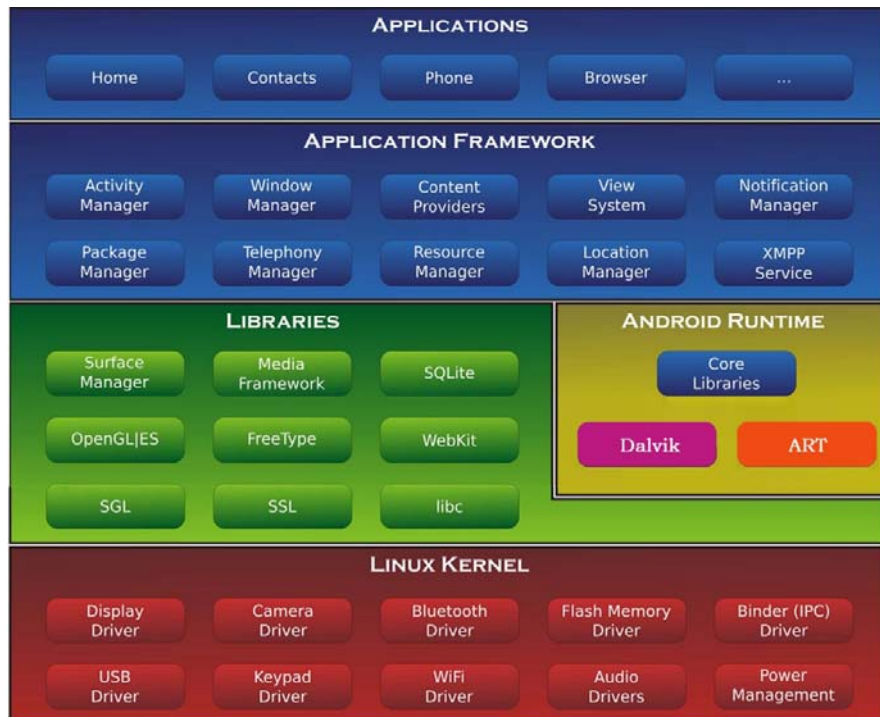 APPLICATIONS
Home
Contacts
Phone
Browser
...
APPLICATION FRAMEWORK
Activity
Manager
Window
Manager
Content
Providers
View
System
Notification
Manager
Package
Manager
Telephony
Manager
Resource
Manager
Location
Manager
XMPP
Service
LIBRARIES
Surface
Manager
Media
Framework
SQLite
OpenGL|ES
FreeType
WebKit
SGL
SSL
libc
ANDROID RUNTIME
Core
Libraries
Dalvik
ART
LINUX KERNEL
Display
Driver
Camera
Driver
Bluetooth
Driver
Flash Memory
Driver
Binder (IPC)
Driver
USB
Driver
Keypad
Driver
WiFi
Driver
Audio
Drivers
Power
Management